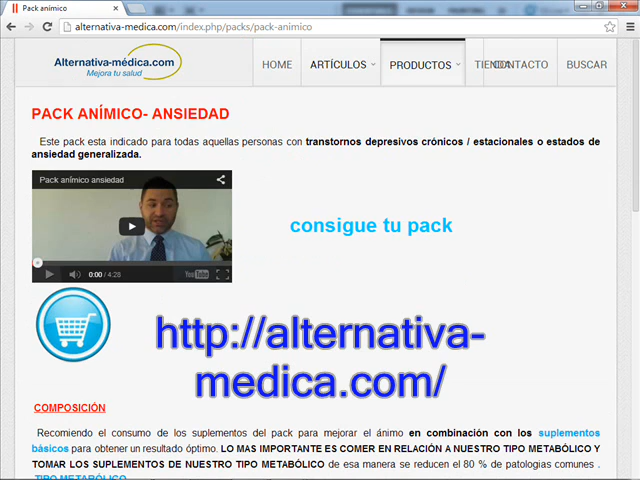 Pack animico
alternativa-medica.com/index.php/packs/pack-animico
Alternativa-médica.com
Mejora tu salud
HOME ARTÍCULOS PRODUCTOS TIENDA CONTACTO BUSCAR
PACK ANÍMICO- ANSIEDAD
Este pack esta indicado para todas aquellas personas con transtornos depresivos crónicos / estacionales o estados de
ansiedad generalizada.
Pack anímico ansiedad
consigue tu pack
0:00 / 4:28 YouTube
http://alternativa-
medica.com/
COMPOSICIÓN
Recomiendo el consumo de los suplementos del pack para mejorar el ánimo en combinación con los suplementos
básicos para obtener un resultado óptimo. LO MAS IMPORTANTE ES COMER EN RELACIÓN A NUESTRO TIPO METABÓLICO Y
TOMAR LOS SUPLEMENTOS DE NUESTRO TIPO METABÓLICO de esa manera se reducen el 80 % de patologias comunes .
TIPO METABÓLICO